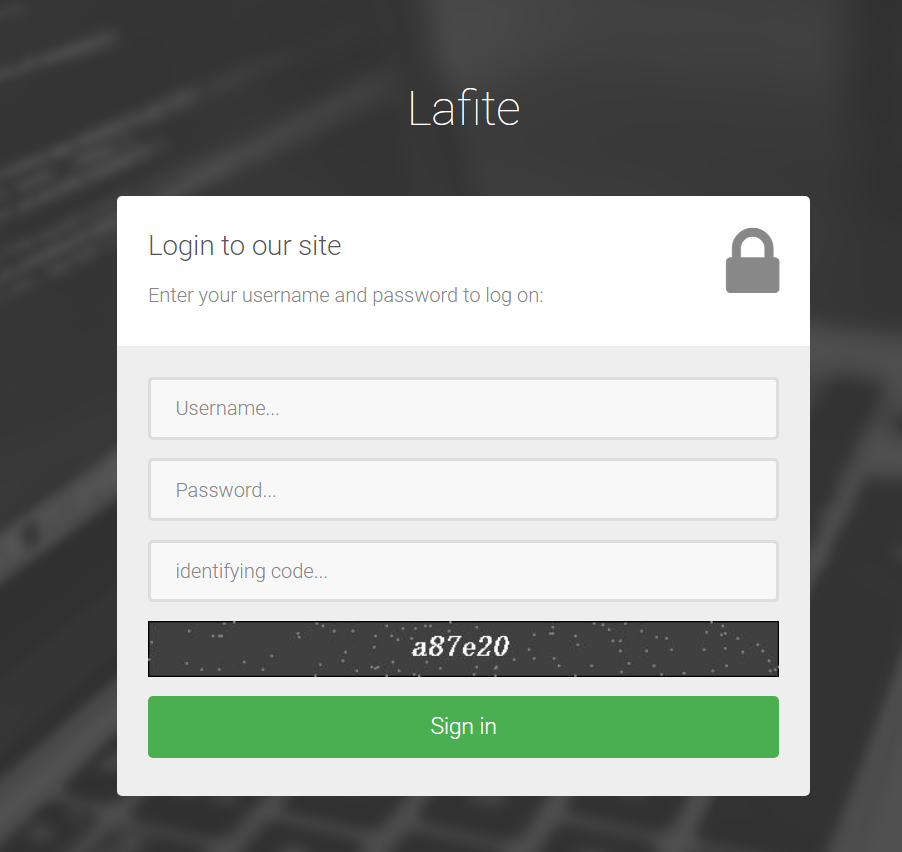 Lafite
Login to our site
Enter your username and password to log on:
Username...
Password...
identifying code...
a87e20
Sign in